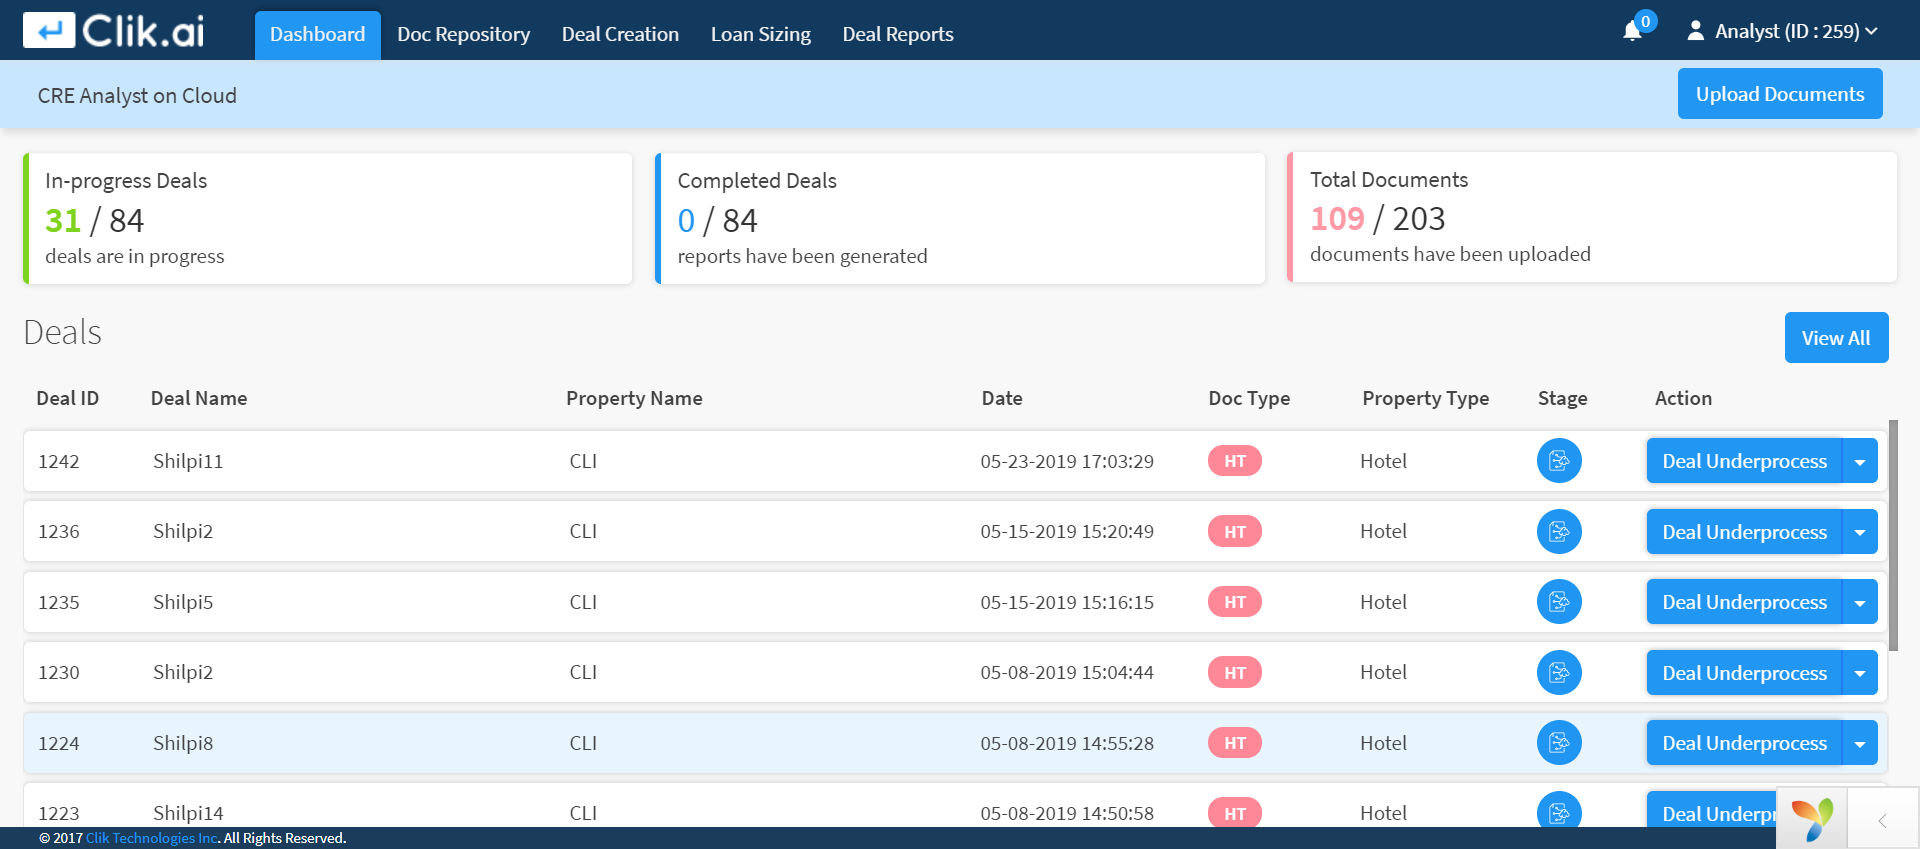 Clik.ai Dashboard Doc Repository Deal Creation Loan Sizing Deal Reports 0 Analyst (ID : 259)
CRE Analyst on Cloud Upload Documents
In-progress Deals
31 / 84
deals are in progress
Completed Deals
0 / 84
reports have been generated
Total Documents
109 / 203
documents have been uploaded
Deals View All
Deal ID Deal Name Property Name Date Doc Type Property Type Stage Action
1242 Shilpi11 CLI 05-23-2019 17:03:29 HT Hotel Deal Underprocess
1236 Shilpi2 CLI 05-15-2019 15:20:49 HT Hotel Deal Underprocess
1235 Shilpi5 CLI 05-15-2019 15:16:15 HT Hotel Deal Underprocess
1230 Shilpi2 CLI 05-08-2019 15:04:44 HT Hotel Deal Underprocess
1224 Shilpi8 CLI 05-08-2019 14:55:28 HT Hotel Deal Underprocess
1223 Shilpi14 CLI 05-08-2019 14:50:58 HT Hotel Deal
© 2017 Clik Technologies Inc. All Rights Reserved.